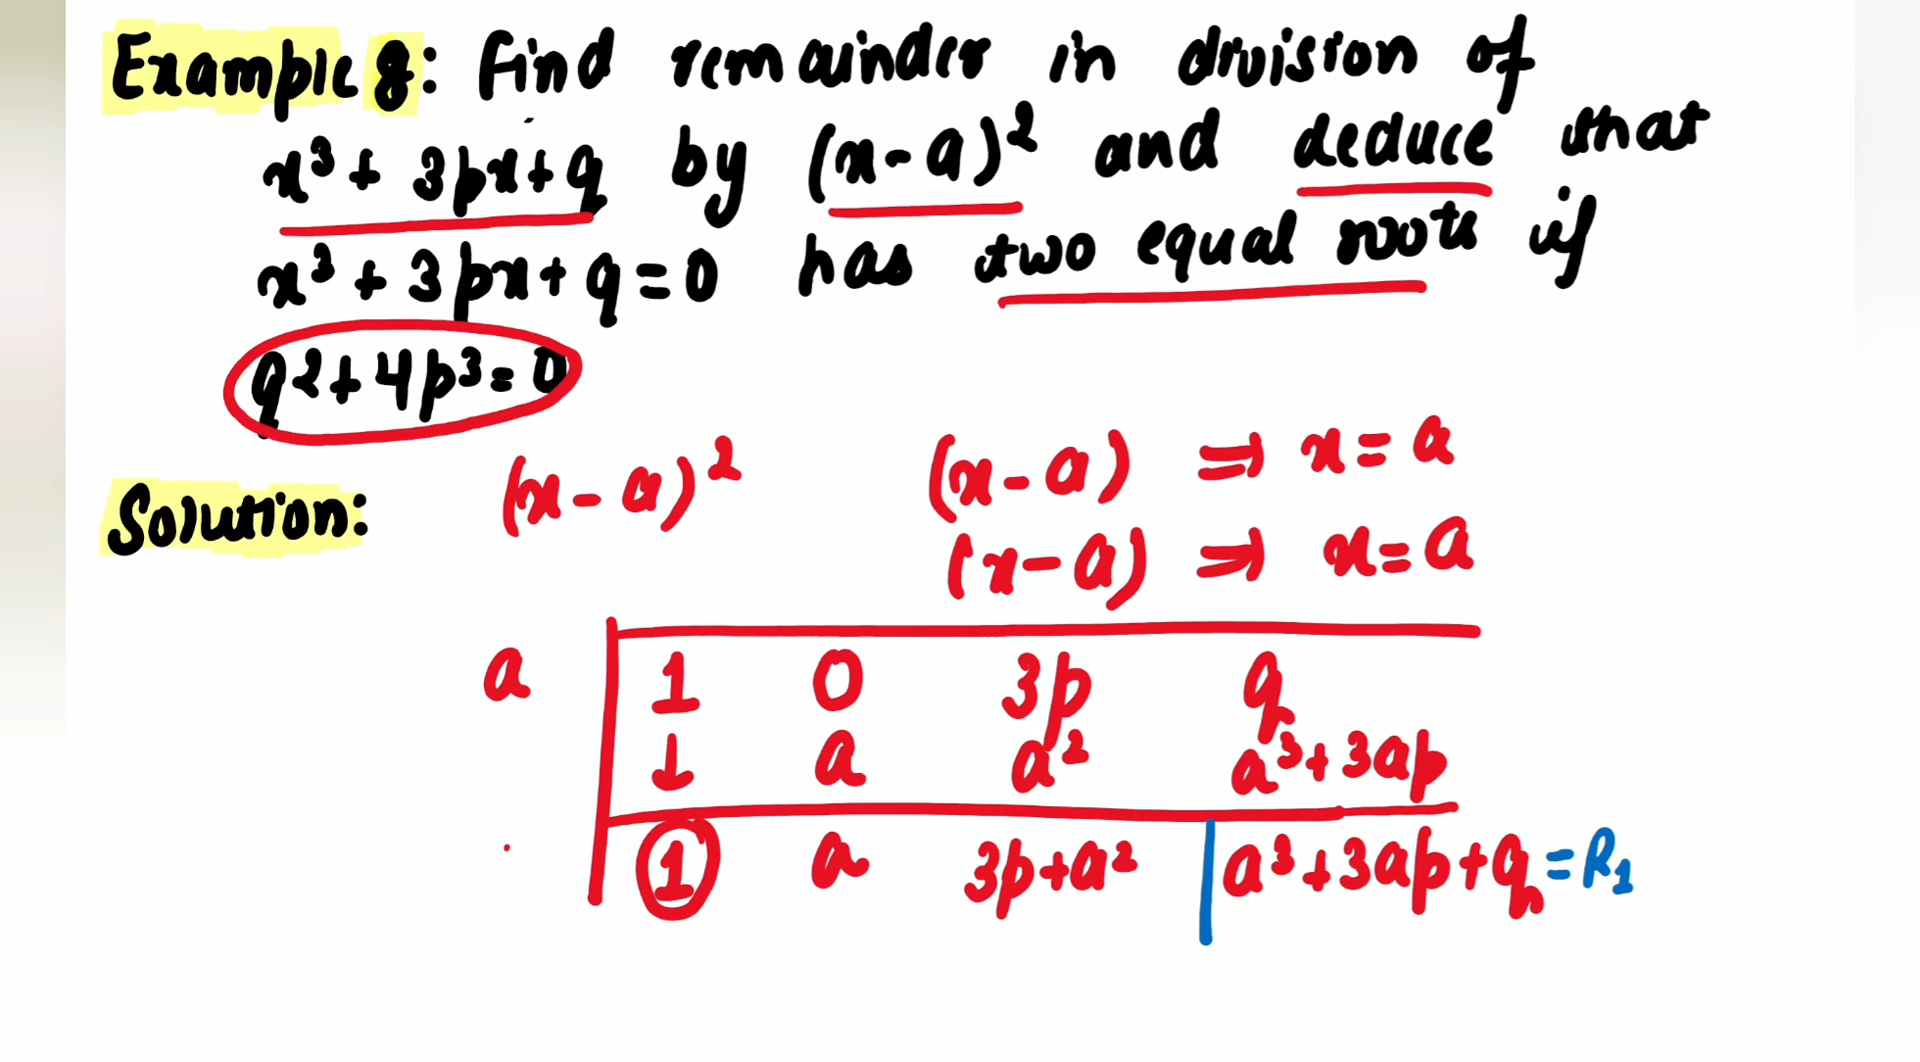 Example 8: Find remainder in division of
x³ + 3px + q by (x - a)² and deduce that
x³ + 3px + q = 0 has two equal roots if
q² + 4p³ = 0
Solution: (x - a)² (x - a) ⇒ x = a
(x - a) ⇒ x = a
a 1 0 3p q
↓ a a² a³ + 3ap
1 a 3p + a² a³ + 3ap + q = R₁